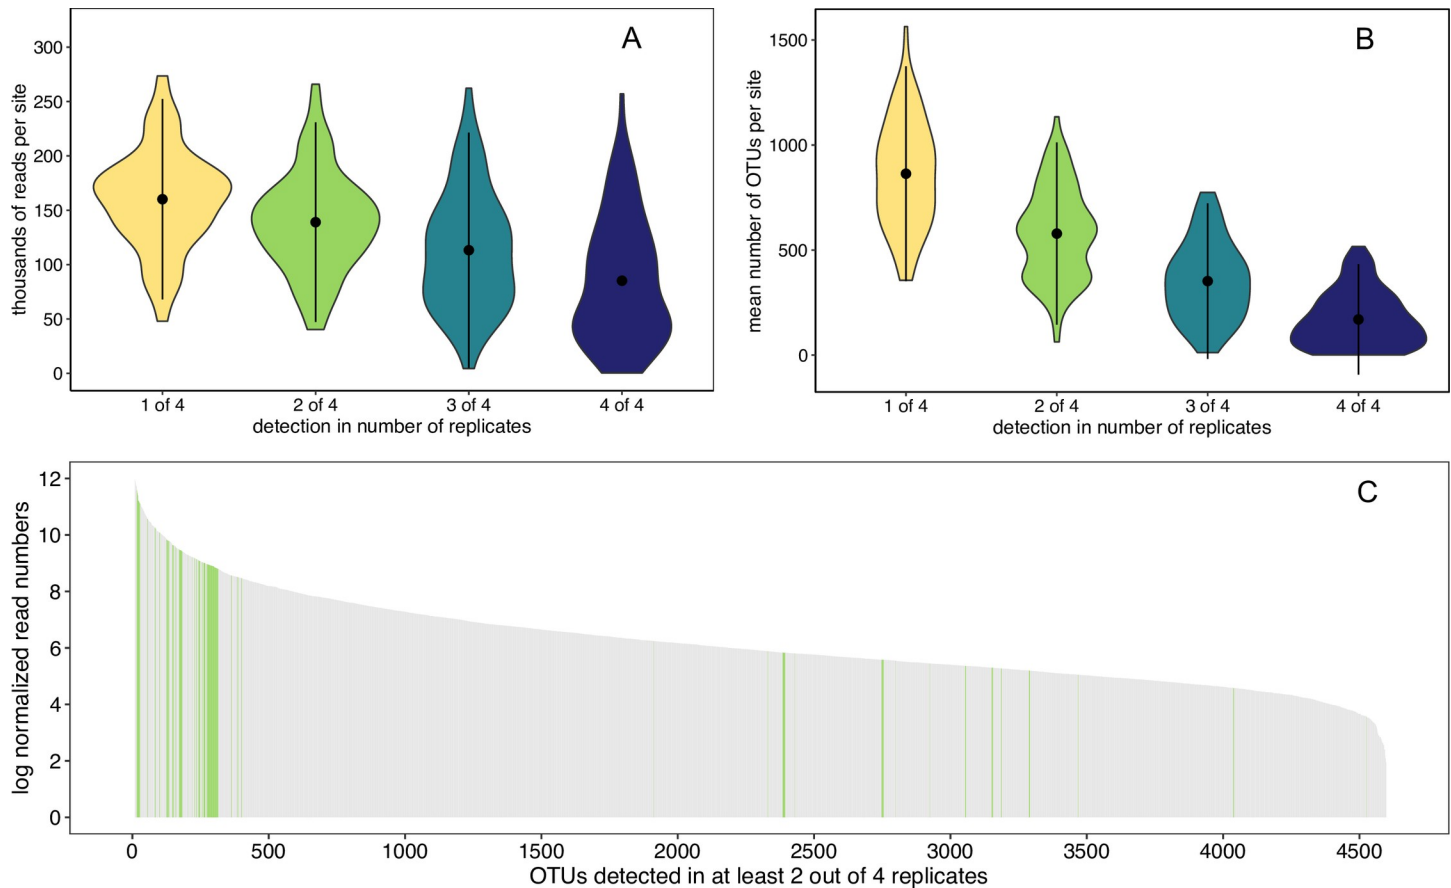 A
thousands of reads per site
300
250
200
150
100
50
0
1 of 4
2 of 4
3 of 4
4 of 4
detection in number of replicates
B
mean number of OTUs per site
1500
1000
500
0
1 of 4
2 of 4
3 of 4
4 of 4
detection in number of replicates
C
log normalized read numbers
12
10
8
6
4
2
0
0
500
1000
1500
2000
2500
3000
3500
4000
4500
OTUs detected in at least 2 out of 4 replicates